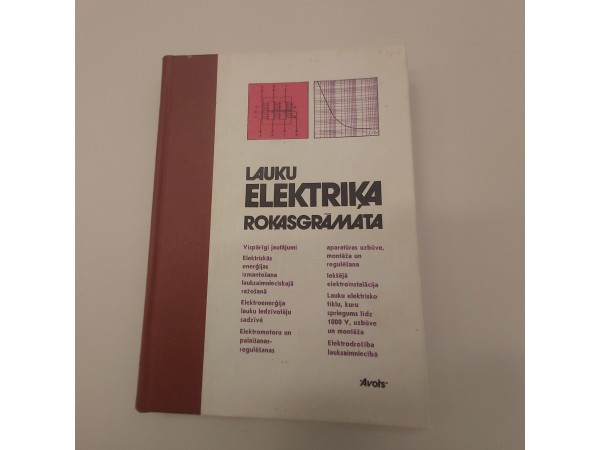 LAUKU
ELEKTRIĶA
ROKASGRĀMATA
Vispārīgi jautājumi
Elektriskās
enerģijas
izmantošana
lauksaimnieciskajā
ražošanā
Elektroenerģija
lauku iedzīvotāju
sadzīvē
Elektromotoru un
palaišanas-
regulēšanas
aparatūras uzbūve,
montāža un
regulēšana
Iekšējā
elektroinstalācija
Lauku elektrisko
tīklu, kuru
spriegums līdz
1000 V, uzbūve
un montāža
Elektrodrošība
lauksaimniecībā
"Avots"